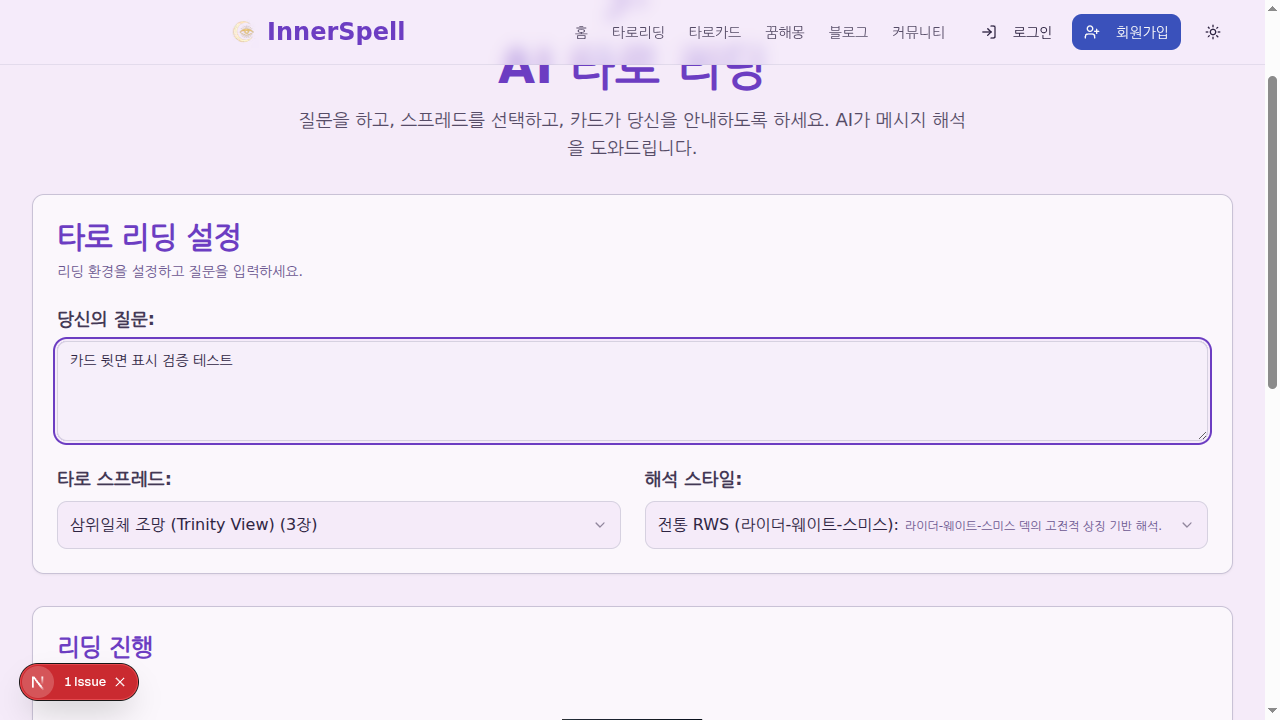 InnerSpell
홈
타로리딩
타로카드
꿈해몽
블로그
커뮤니티
로그인
회원가입
AI 타로 리딩
질문을 하고, 스프레드를 선택하고, 카드가 당신을 안내하도록 하세요. AI가 메시지 해석
을 도와드립니다.
타로 리딩 설정
리딩 환경을 설정하고 질문을 입력하세요.
당신의 질문:
카드 뒷면 표시 검증 테스트
타로 스프레드:
해석 스타일:
삼위일체 조망 (Trinity View) (3장)
전통 RWS (라이더-웨이트-스미스): 라이더-웨이트-스미스 덱의 고전적 상징 기반 해석.
리딩 진행
1 Issue